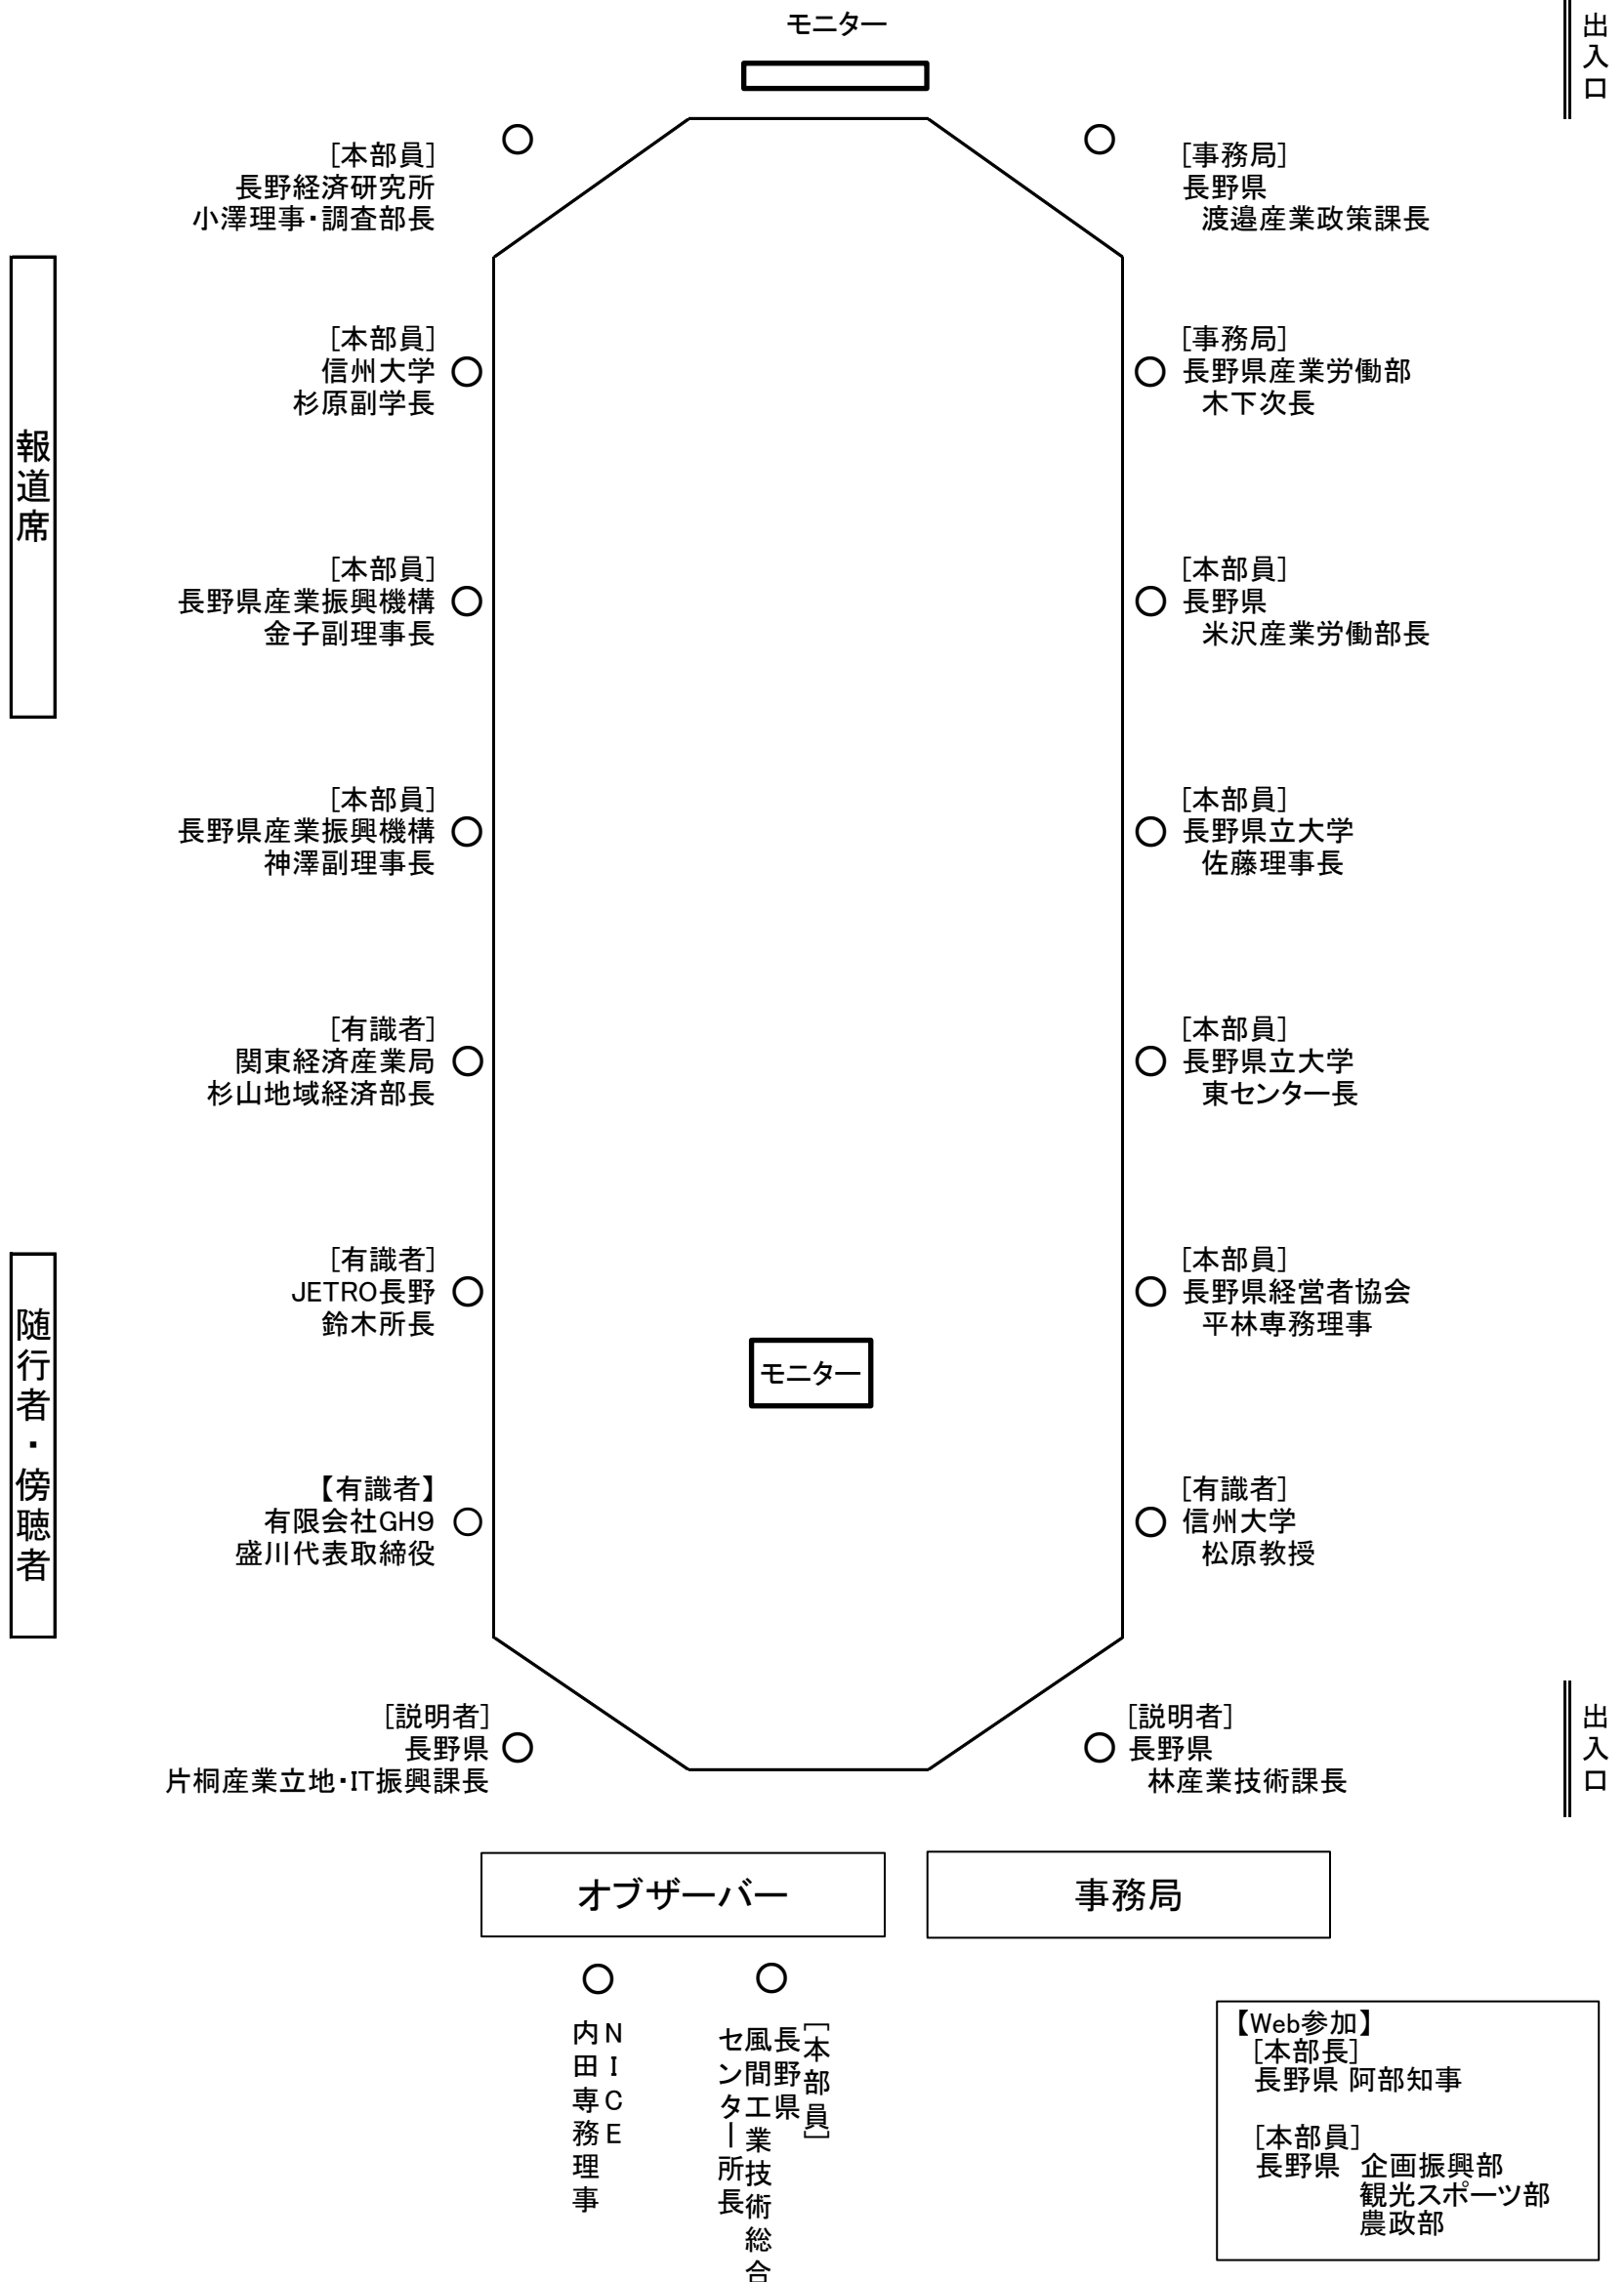 モニター
出入口
[本部員]
長野経済研究所
小澤理事・調査部長
[事務局]
長野県
渡邉産業政策課長
報道席
[本部員]
信州大学
杉原副学長
[事務局]
長野県産業労働部
木下次長
[本部員]
長野県産業振興機構
金子副理事長
[本部員]
長野県
米沢産業労働部長
[本部員]
長野県産業振興機構
神澤副理事長
[本部員]
長野県立大学
佐藤理事長
[有識者]
関東経済産業局
杉山地域経済部長
[本部員]
長野県立大学
東センター長
随行者・傍聴者
[有識者]
JETRO長野
鈴木所長
[本部員]
長野県経営者協会
平林専務理事
モニター
【有識者】
有限会社GH9
盛川代表取締役
[有識者]
信州大学
松原教授
[説明者]
長野県
片桐産業立地・IT振興課長
[説明者]
長野県
林産業技術課長
出入口
オブザーバー
事務局
NICE
内田専務理事
[本部員]
長野県
風間工業技術総合
センター所長
【Web参加】
[本部長]
長野県 阿部知事
[本部員]
長野県 企画振興部
観光スポーツ部
農政部